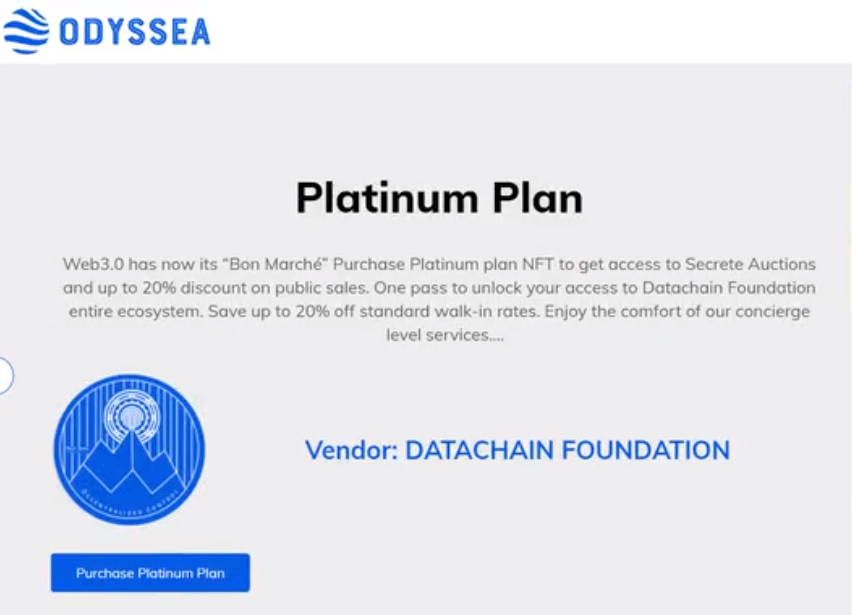 ODYSSEA
Platinum Plan
Web3.0 has now its “Bon Marché” Purchase Platinum plan NFT to get access to Secrete Auctions
and up to 20% discount on public sales. One pass to unlock your access to Datachain Foundation
entire ecosystem. Save up to 20% off standard walk-in rates. Enjoy the comfort of our concierge
level services....
DECENTRALIZED CONTROL
Vendor: DATACHAIN FOUNDATION
Purchase Platinum Plan